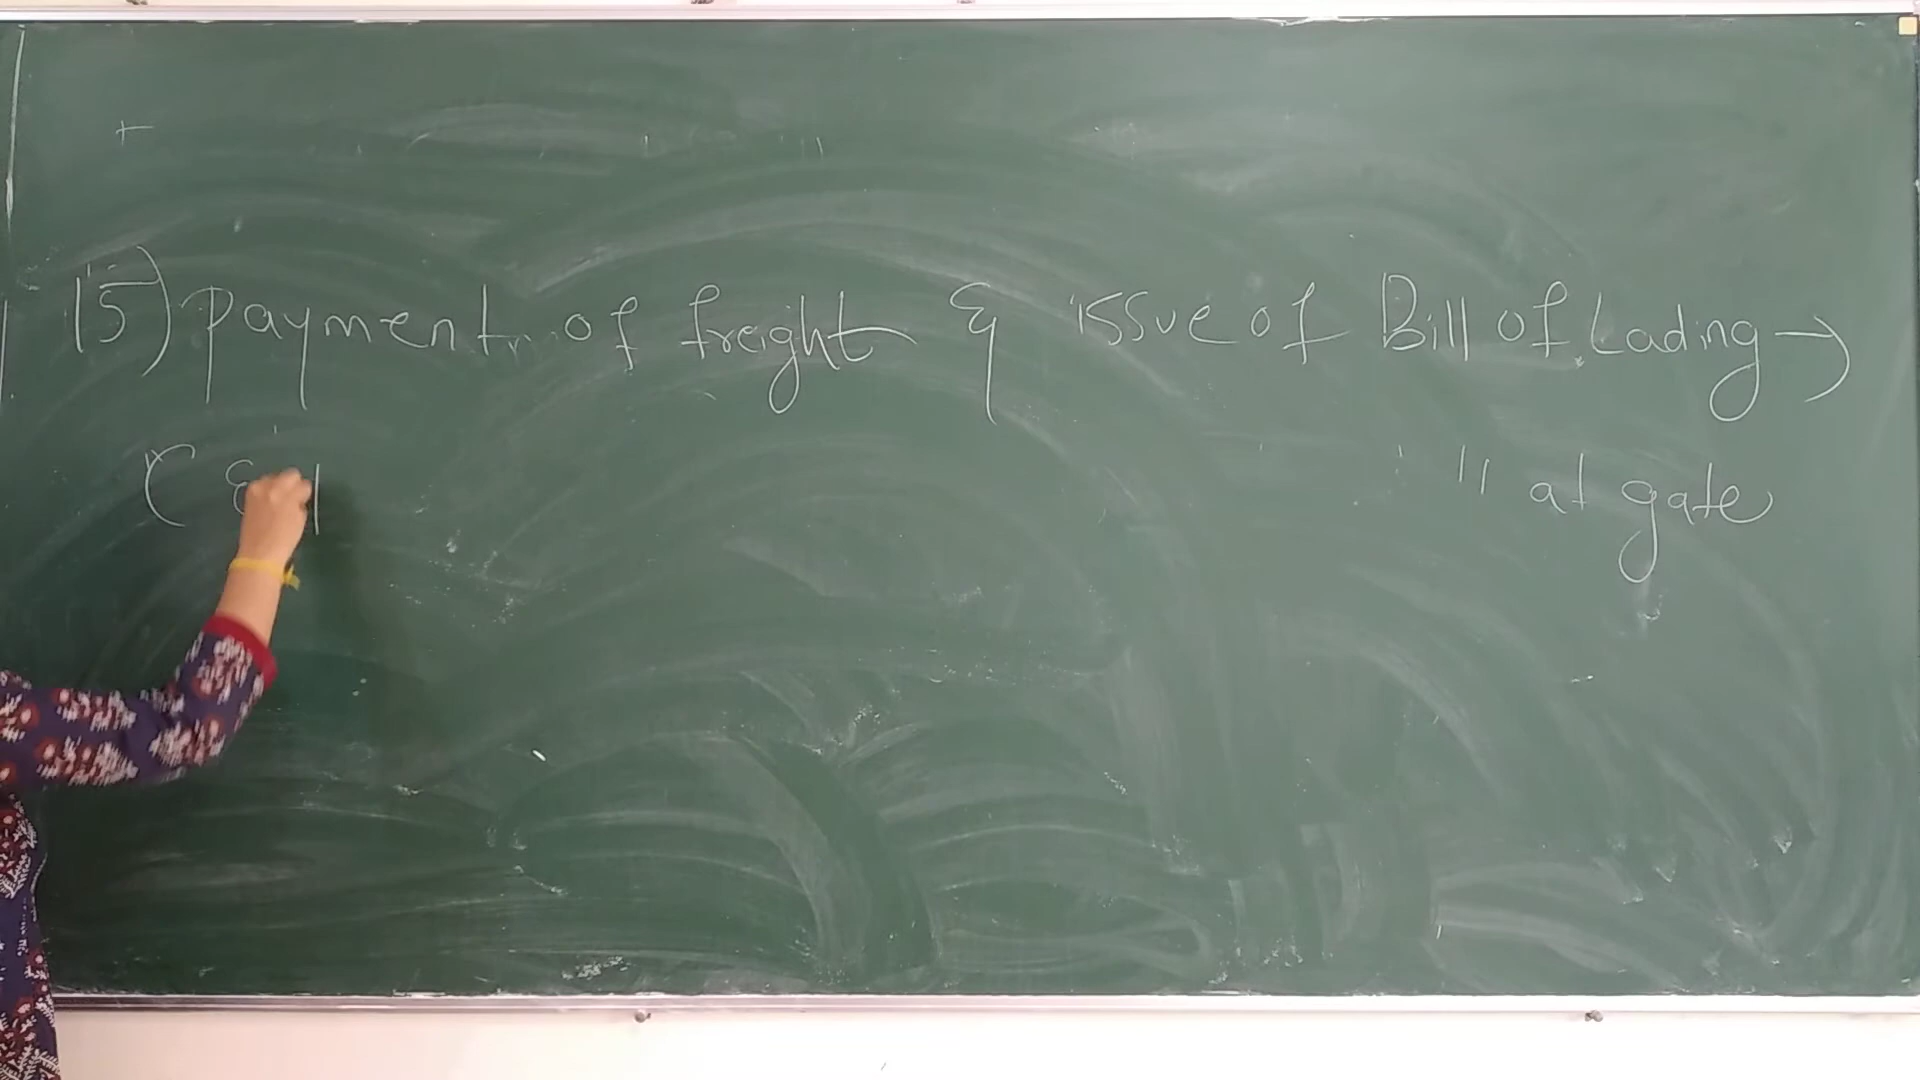 15) Payment of freight & issue of Bill of Lading →
( " at gate